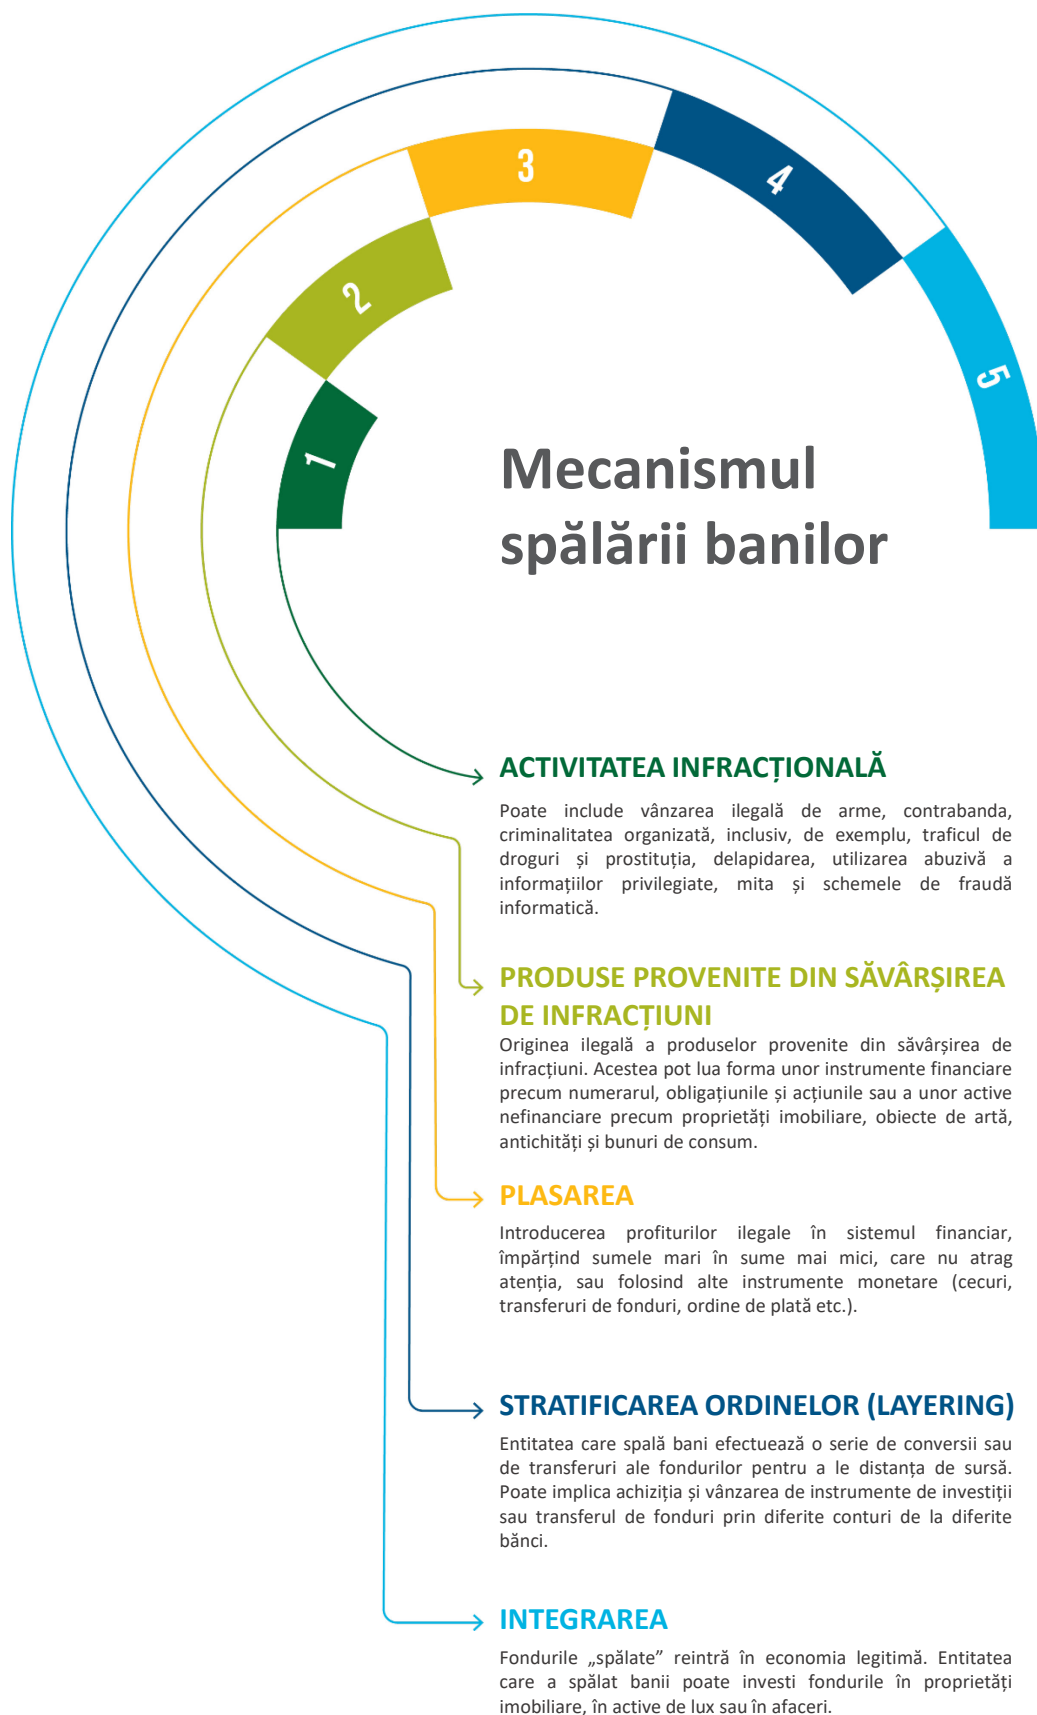 3
4
2
5
1
Mecanismul
spălării banilor
ACTIVITATEA INFRACȚIONALĂ
Poate include vânzarea ilegală de arme, contrabanda,
criminalitatea organizată, inclusiv, de exemplu, traficul de
droguri și prostituția, delapidarea, utilizarea abuzivă a
informațiilor privilegiate, mita și schemele de fraudă
informatică.
PRODUSE PROVENITE DIN SĂVÂRȘIREA
DE INFRACȚIUNI
Originea ilegală a produselor provenite din săvârșirea de
infracțiuni. Acestea pot lua forma unor instrumente financiare
precum numerarul, obligațiunile și acțiunile sau a unor active
nefinanciare precum proprietăți imobiliare, obiecte de artă,
antichități și bunuri de consum.
PLASAREA
Introducerea profiturilor ilegale în sistemul financiar,
împărțind sumele mari în sume mai mici, care nu atrag
atenția, sau folosind alte instrumente monetare (cecuri,
transferuri de fonduri, ordine de plată etc.).
STRATIFICAREA ORDINELOR (LAYERING)
Entitatea care spală bani efectuează o serie de conversii sau
de transferuri ale fondurilor pentru a le distanța de sursă.
Poate implica achiziția și vânzarea de instrumente de investiții
sau transferul de fonduri prin diferite conturi de la diferite
bănci.
INTEGRAREA
Fondurile „spălate” reintră în economia legitimă. Entitatea
care a spălat banii poate investi fondurile în proprietăți
imobiliare, în active de lux sau în afaceri.